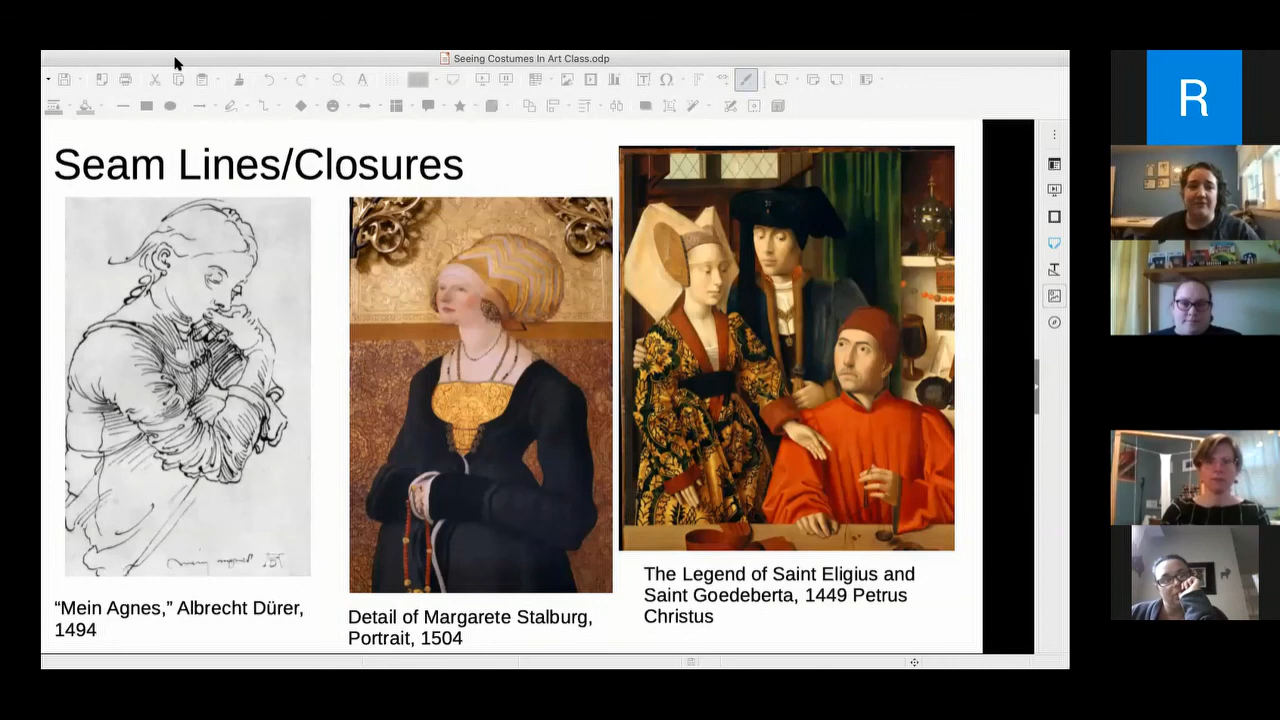 Seeing Costumes In Art Class.odp
Seam Lines/Closures
“Mein Agnes,” Albrecht Dürer,
1494
Detail of Margarete Stalburg,
Portrait, 1504
The Legend of Saint Eligius and
Saint Goedeberta, 1449 Petrus
Christus
R